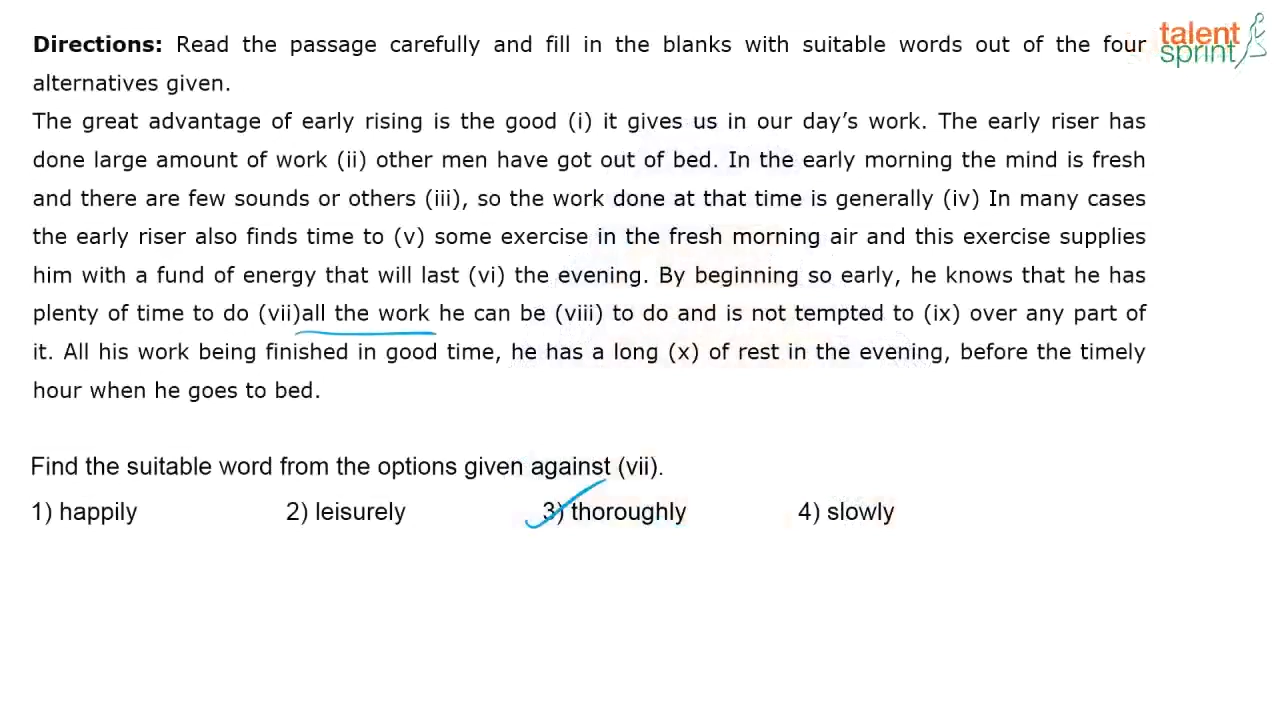 talent
sprint
Directions: Read the passage carefully and fill in the blanks with suitable words out of the four
alternatives given.
The great advantage of early rising is the good (i) it gives us in our day’s work. The early riser has
done large amount of work (ii) other men have got out of bed. In the early morning the mind is fresh
and there are few sounds or others (iii), so the work done at that time is generally (iv) In many cases
the early riser also finds time to (v) some exercise in the fresh morning air and this exercise supplies
him with a fund of energy that will last (vi) the evening. By beginning so early, he knows that he has
plenty of time to do (vii)all the work he can be (viii) to do and is not tempted to (ix) over any part of
it. All his work being finished in good time, he has a long (x) of rest in the evening, before the timely
hour when he goes to bed.
Find the suitable word from the options given against (vii).
1) happily 2) leisurely 3) thoroughly 4) slowly